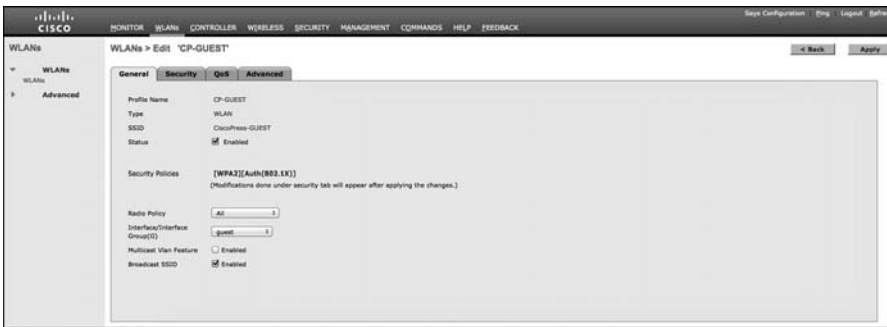 Save Configuration | Ping | Logout | Refre
CISCO
MONITOR WLANs CONTROLLER WIRELESS SECURITY MANAGEMENT COMMANDS HELP FEEDBACK
WLANs
WLANs > Edit 'CP-GUEST'
< Back
Apply
WLANs
WLANs
Advanced
General Security QoS Advanced
Profile Name CP-GUEST
Type WLAN
SSID CiscoPress-GUEST
Status Enabled
Security Policies [WPA2][Auth(802.1X)]
(Modifications done under security tab will appear after applying the changes.)
Radio Policy All
Interface/Interface
Group(G) guest
Multicast Vlan Feature Enabled
Broadcast SSID Enabled